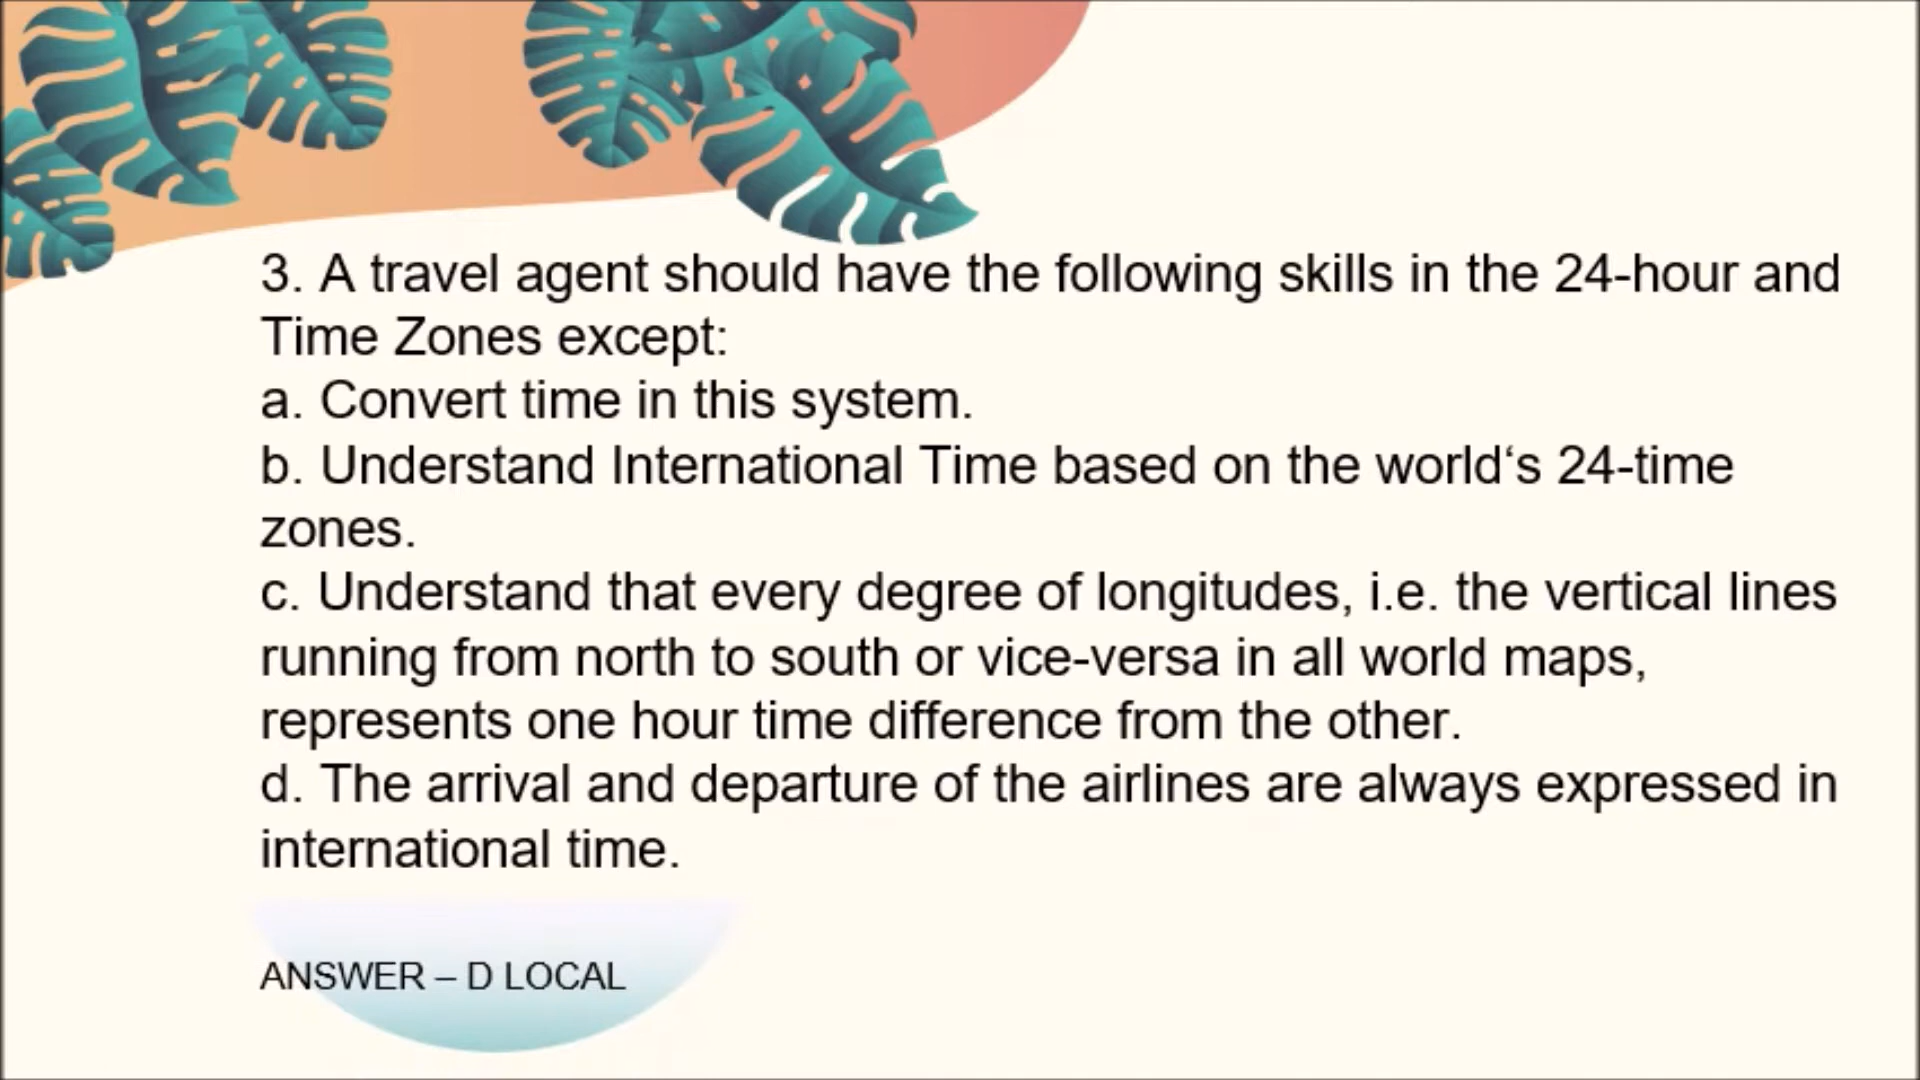 3. A travel agent should have the following skills in the 24-hour and
Time Zones except:
a. Convert time in this system.
b. Understand International Time based on the world‘s 24-time
zones.
c. Understand that every degree of longitudes, i.e. the vertical lines
running from north to south or vice-versa in all world maps,
represents one hour time difference from the other.
d. The arrival and departure of the airlines are always expressed in
international time.
ANSWER – D LOCAL